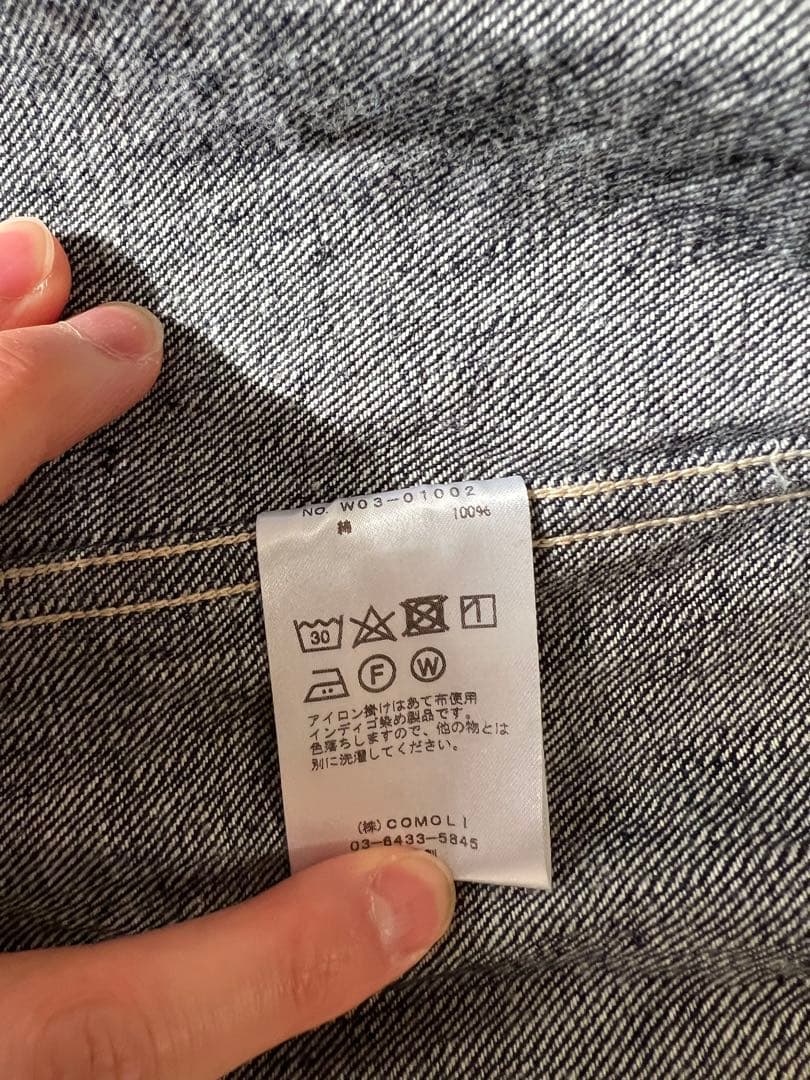 No. W03-01002
綿 100%
30
F W
アイロン掛けはあて布使用
インディゴ染め製品です。
色落ちしますので、他の物とは
別に洗濯してください。
(株)COMOLI
03-6433-5845